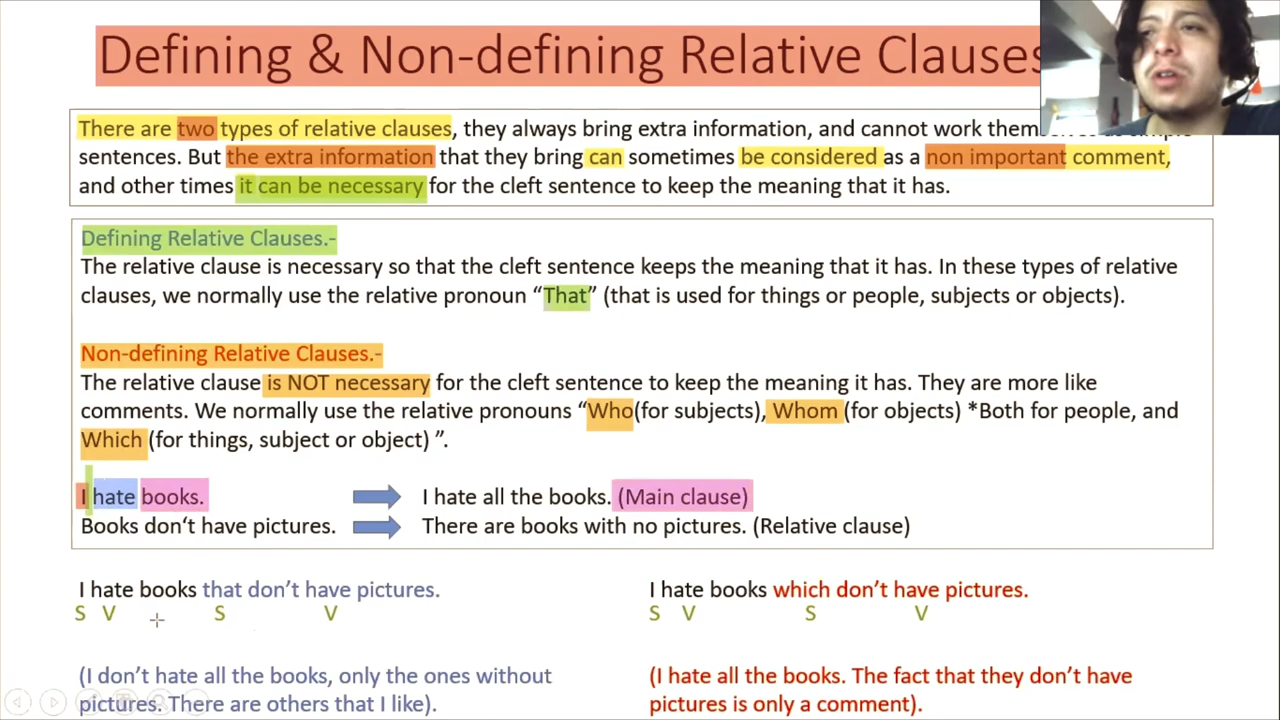 Defining & Non-defining Relative Clauses
There are two types of relative clauses, they always bring extra information, and cannot work
sentences. But the extra information that they bring can sometimes be considered as a non important comment,
and other times it can be necessary for the cleft sentence to keep the meaning that it has.
Defining Relative Clauses.-
The relative clause is necessary so that the cleft sentence keeps the meaning that it has. In these types of relative
clauses, we normally use the relative pronoun “That” (that is used for things or people, subjects or objects).
Non-defining Relative Clauses.-
The relative clause is NOT necessary for the cleft sentence to keep the meaning it has. They are more like
comments. We normally use the relative pronouns “Who(for subjects), Whom (for objects) *Both for people, and
Which (for things, subject or object) ”.
I hate books. I hate all the books. (Main clause)
Books don‘t have pictures. There are books with no pictures. (Relative clause)
I hate books that don’t have pictures. I hate books which don’t have pictures.
S V S V S V S V
(I don’t hate all the books, only the ones without
pictures. There are others that I like).
(I hate all the books. The fact that they don’t have
pictures is only a comment).